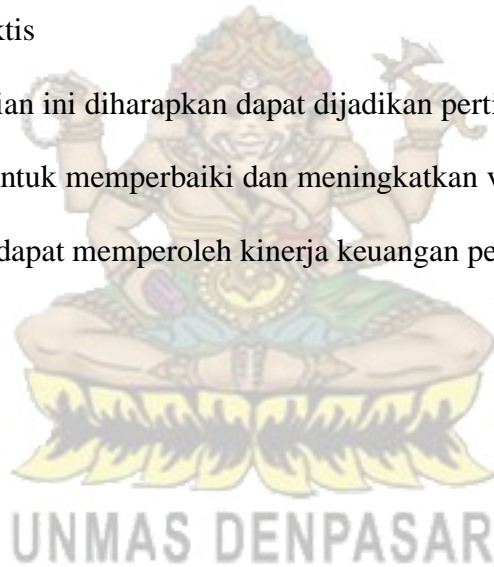 ktis
ian ini diharapkan dapat dijadikan perti
ntuk memperbaiki dan meningkatkan v
dapat memperoleh kinerja keuangan pe
UNMAS DENPASAR